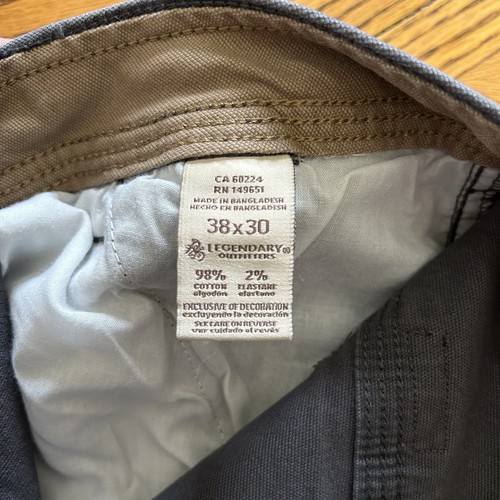 CA 60224
RN 149651
MADE IN BANGLADESH
HECHO EN BANGLADESH
38x30
LEGENDARY®
OUTFITTERS
98% 2%
COTTON ELASTANE
algodón elastano
EXCLUSIVE OF DECORATION
excluyendo la decoración
SEE CARE ON REVERSE
ver cuidado al revés